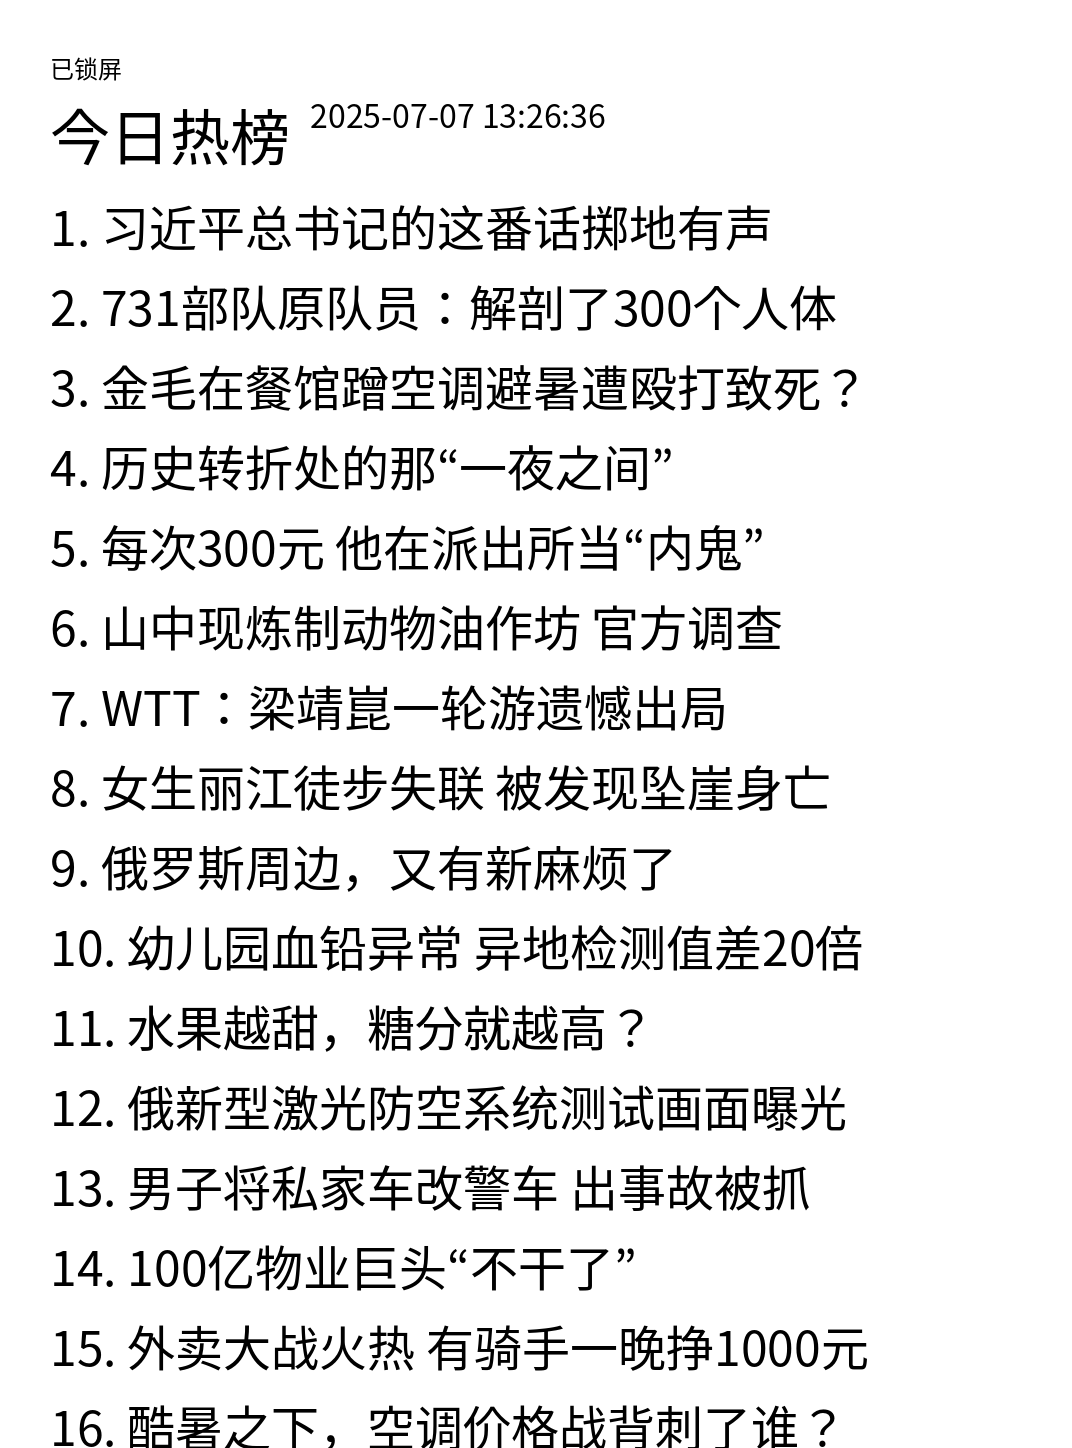 已锁屏
今日热榜 2025-07-07 13:26:36
1. 习近平总书记的这番话掷地有声
2. 731部队原队员：解剖了300个人体
3. 金毛在餐馆蹭空调避暑遭殴打致死？
4. 历史转折处的那“一夜之间”
5. 每次300元 他在派出所当“内鬼”
6. 山中现炼制动物油作坊 官方调查
7. WTT：梁靖崑一轮游遗憾出局
8. 女生丽江徒步失联 被发现坠崖身亡
9. 俄罗斯周边，又有新麻烦了
10. 幼儿园血铅异常 异地检测值差20倍
11. 水果越甜，糖分就越高？
12. 俄新型激光防空系统测试画面曝光
13. 男子将私家车改警车 出事故被抓
14. 100亿物业巨头“不干了”
15. 外卖大战火热 有骑手一晚挣1000元
16. 酷暑之下，空调价格战背刺了谁？